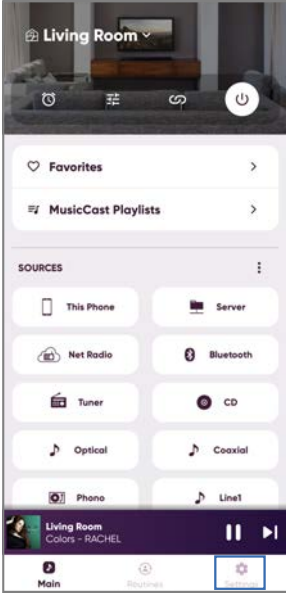 Living Room
Favorites
MusicCast Playlists
SOURCES
This Phone
Server
Net Radio
Bluetooth
Tuner
CD
Optical
Coaxial
Phono
Line1
Living Room
Colors - RACHEL
Main
Routines
Settings